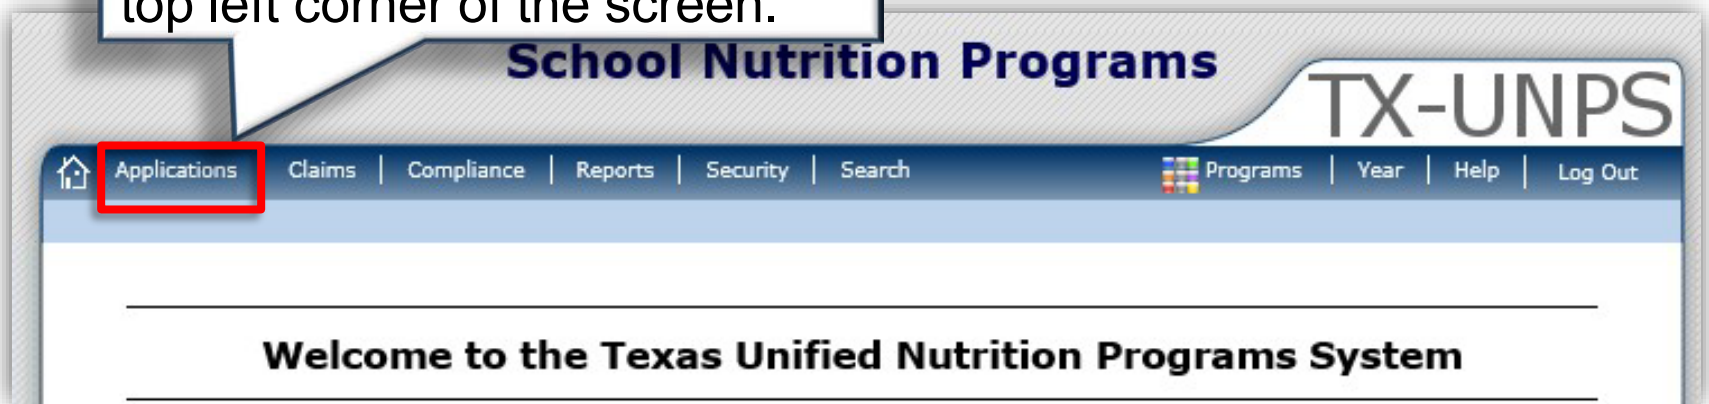 top left corner of the screen.
School Nutrition Programs
TX-UNPS
Applications Claims | Compliance | Reports | Security | Search Programs | Year | Help | Log Out
Welcome to the Texas Unified Nutrition Programs System